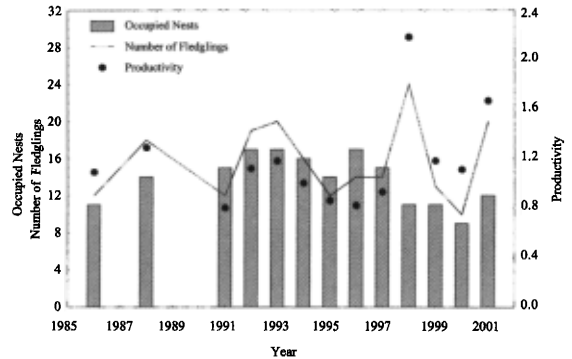 32
28
24
20
16
12
8
4
0
Occupied Nests
Number of Fledglings
Occupied Nests
Number of Fledglings
Productivity
2.4
2.0
1.6
1.2
0.8
0.4
0.0
Productivity
1985 1987 1989 1991 1993 1995 1997 1999 2001
Year